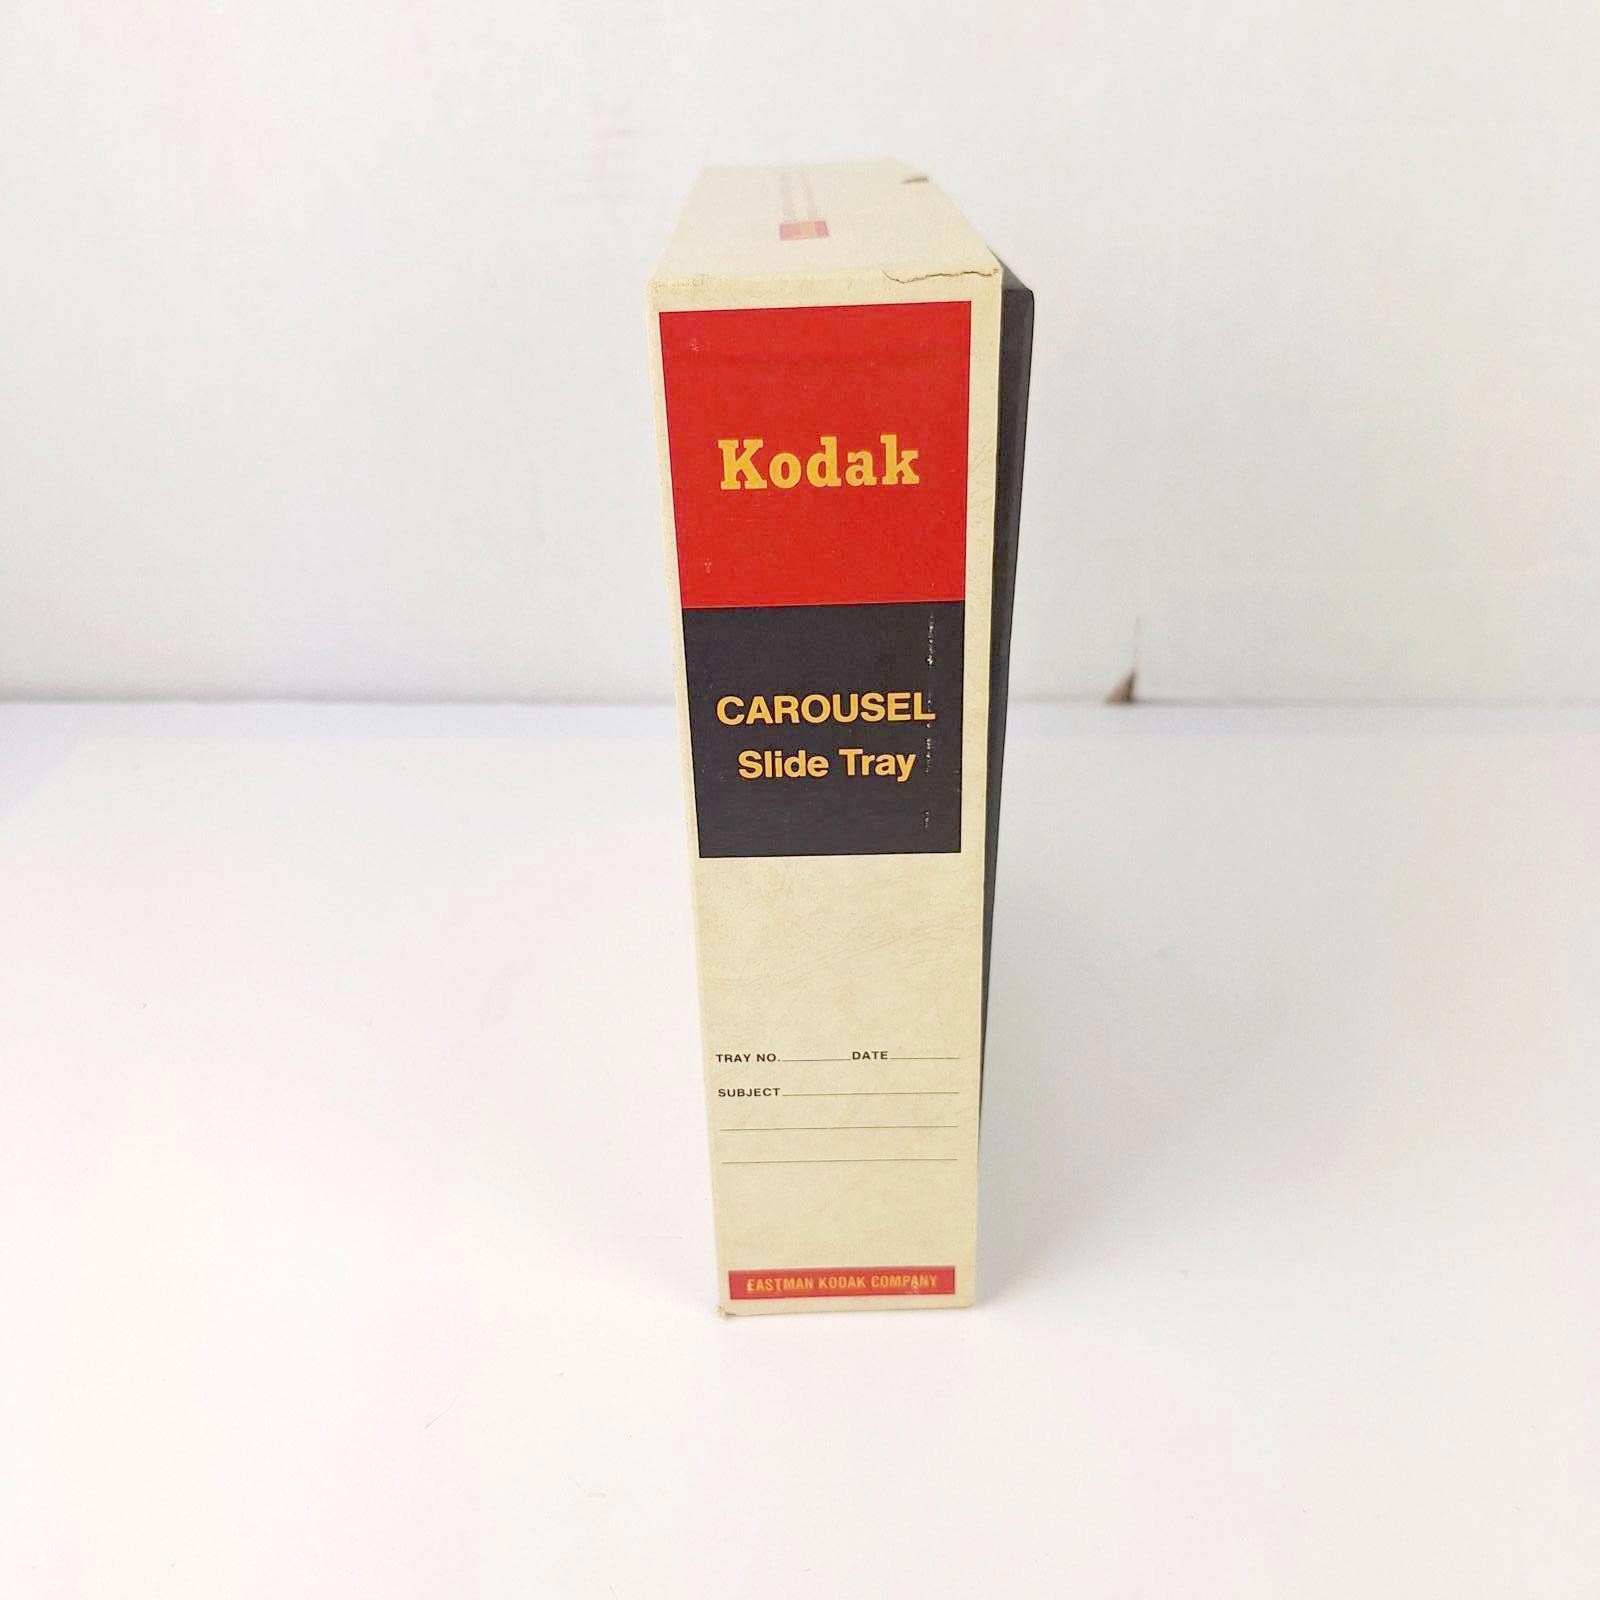 Kodak
CAROUSEL
Slide Tray
TRAY NO. DATE
SUBJECT
EASTMAN KODAK COMPANY